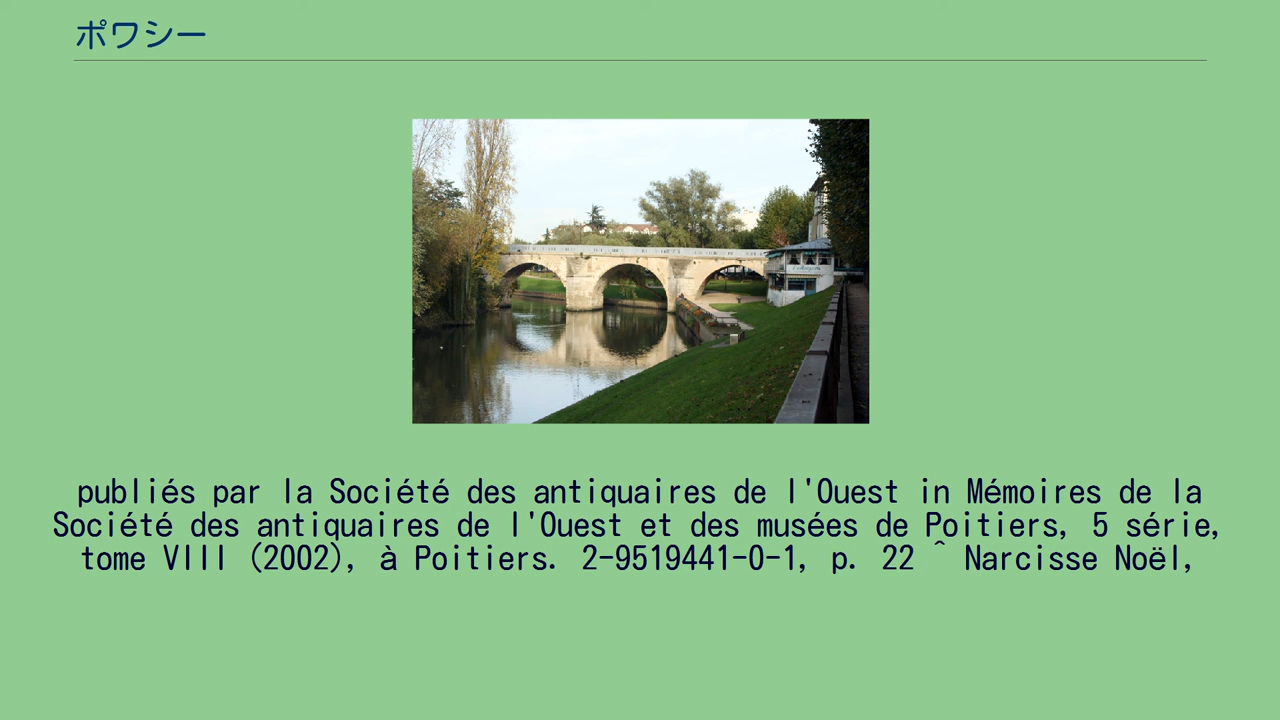 ポワシー
publiés par la Société des antiquaires de l'Ouest in Mémoires de la
Société des antiquaires de l'Ouest et des musées de Poitiers, 5 série,
tome VIII (2002), à Poitiers. 2-9519441-0-1, p. 22 ^ Narcisse Noël,